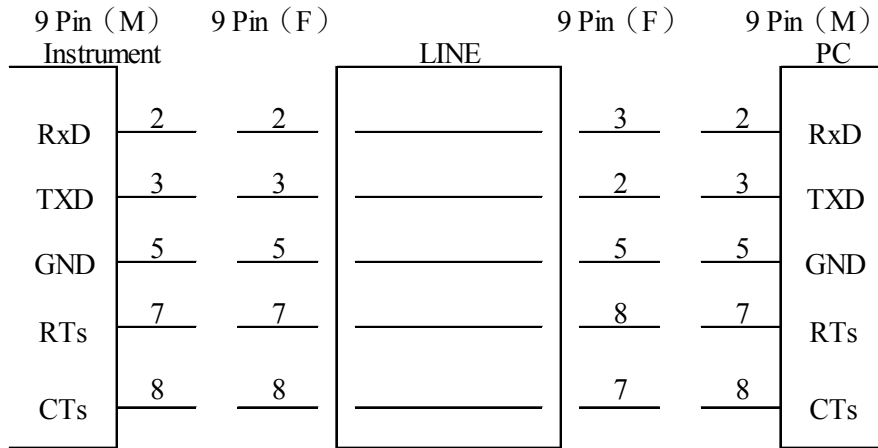 9 Pin（M） 9 Pin（F） 9 Pin（F） 9 Pin（M）
Instrument LINE PC
RxD 2 2 3 2 RxD
TXD 3 3 2 3 TXD
GND 5 5 5 5 GND
RTs 7 7 8 7 RTs
CTs 8 8 7 8 CTs